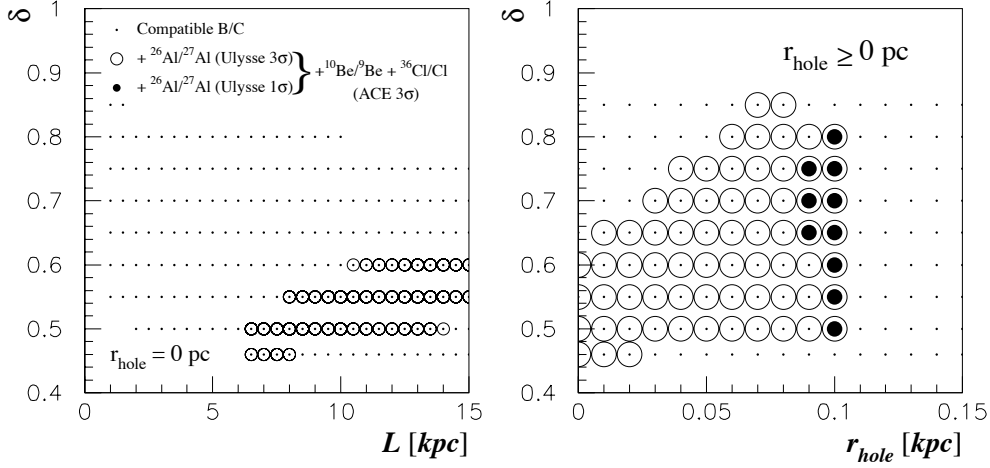 δ
1
0.9
0.8
0.7
0.6
0.5
0.4
Compatible B/C
+ ²⁶Al/²⁷Al (Ulysse 3σ)
+ ²⁶Al/²⁷Al (Ulysse 1σ)
} +¹⁰Be/⁹Be + ³⁶Cl/Cl
(ACE 3σ)
r_hole = 0 pc
0 5 10 15
L [kpc]
δ
1
0.9
0.8
0.7
0.6
0.5
0.4
r_hole ≥ 0 pc
0 0.05 0.1 0.15
r_hole [kpc]